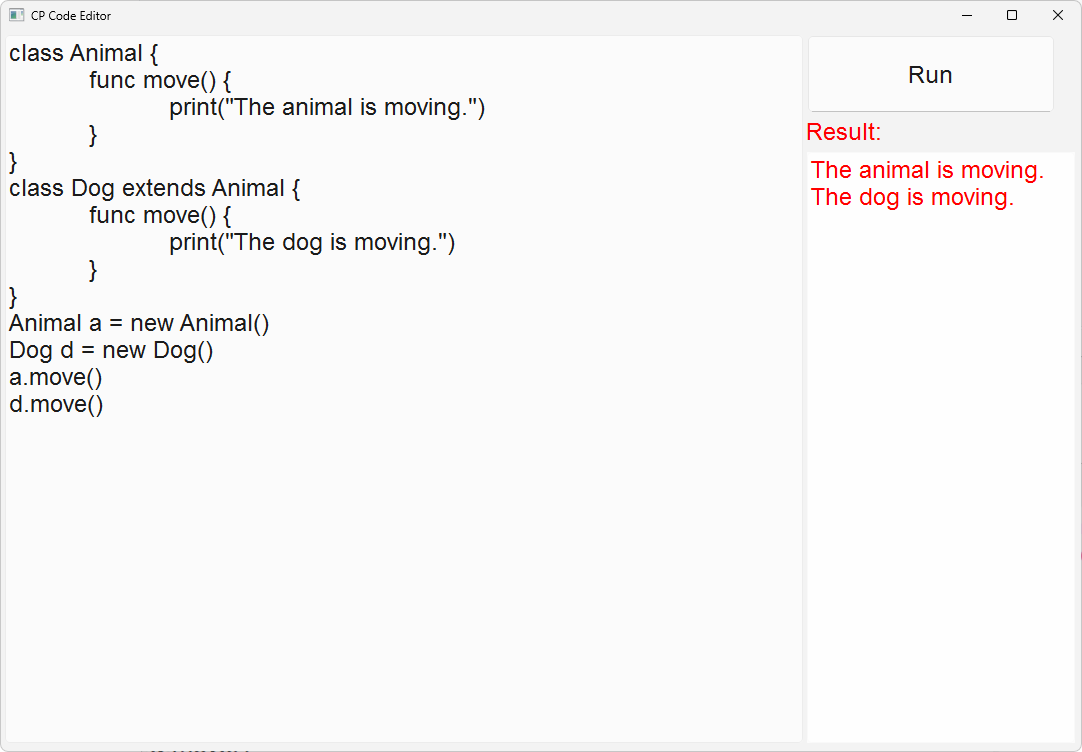 CP Code Editor
class Animal {
func move() {
print("The animal is moving.")
}
}
class Dog extends Animal {
func move() {
print("The dog is moving.")
}
}
Animal a = new Animal()
Dog d = new Dog()
a.move()
d.move()
Run
Result:
The animal is moving.
The dog is moving.